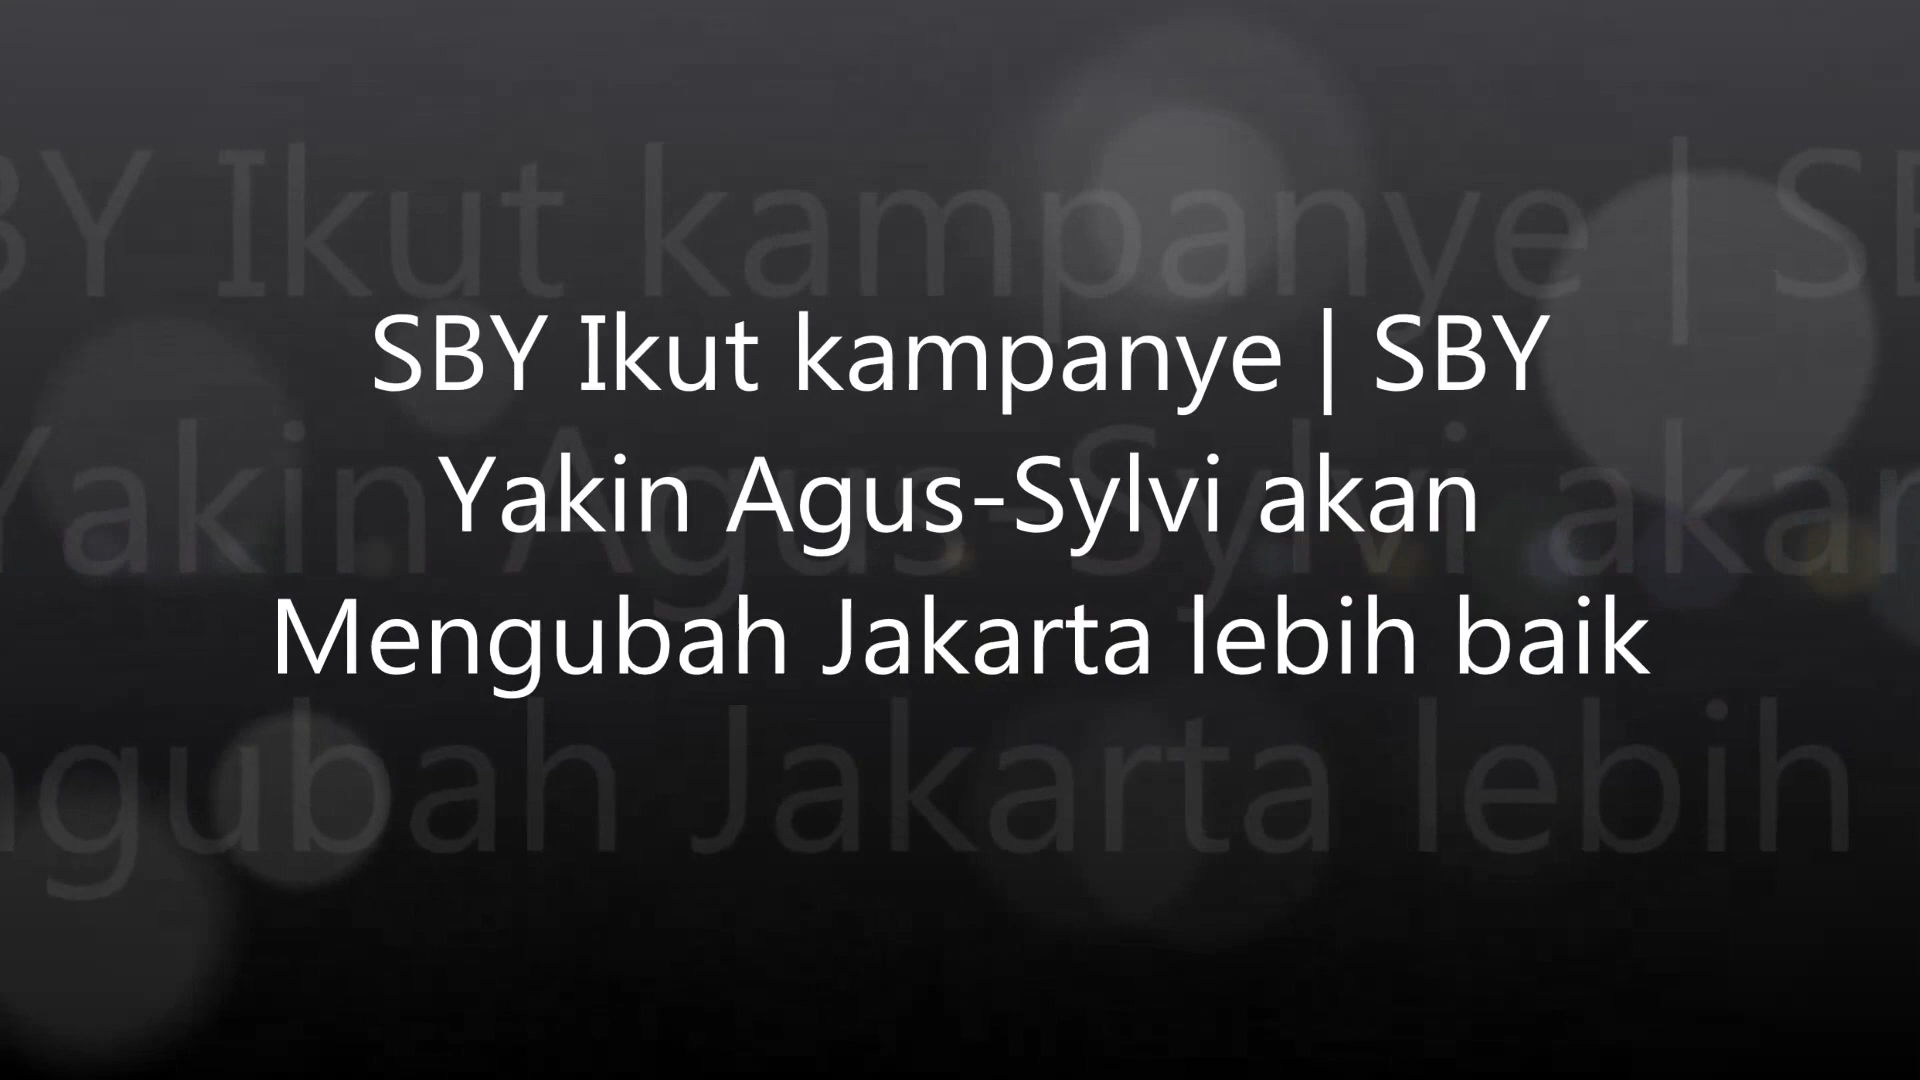 SBY Ikut kampanye | SBY
Yakin Agus-Sylvi akan
Mengubah Jakarta lebih baik